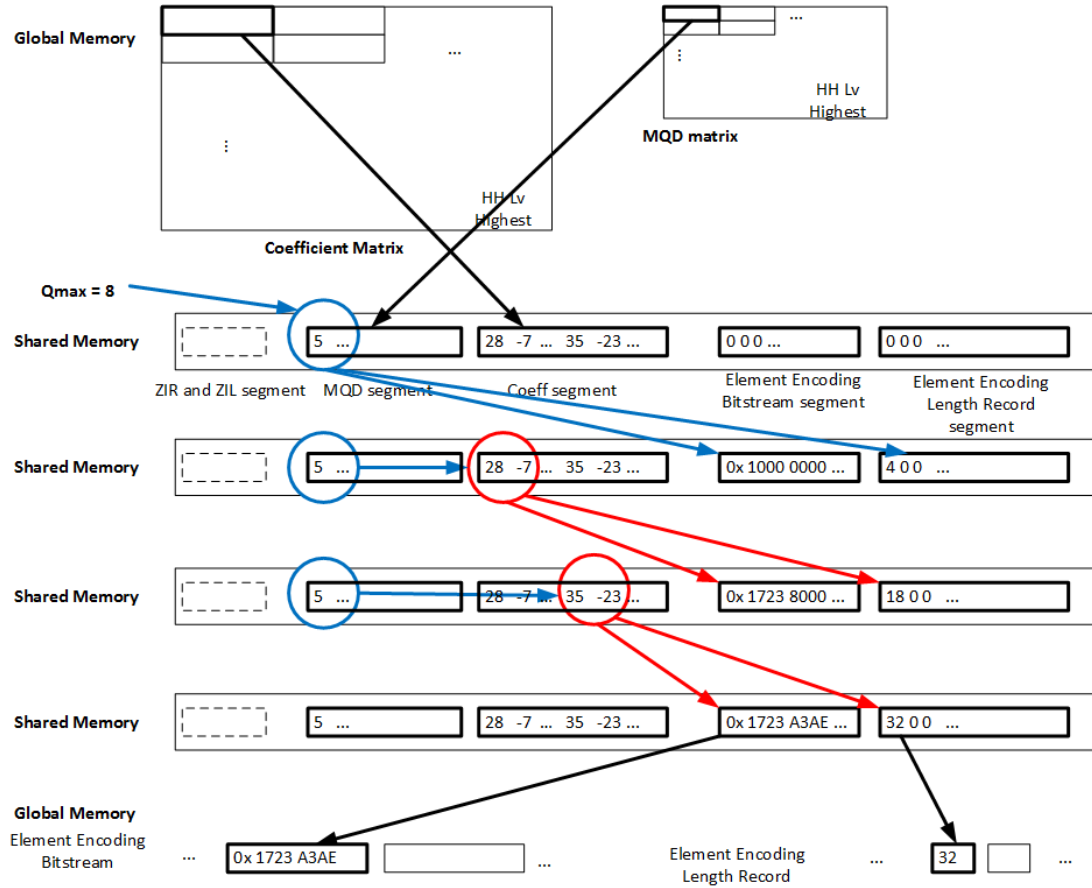 Global Memory
...
...
...
...
HH Lv
Highest
MQD matrix
HH Lv
Highest
Coefficient Matrix
Qmax = 8
Shared Memory
5 ...
28 -7 ... 35 -23 ...
0 0 0 ...
0 0 0 ...
ZIR and ZIL segment
MQD segment
Coeff segment
Element Encoding
Bitstream segment
Element Encoding
Length Record
segment
Shared Memory
5 ...
28 -7 ... 35 -23 ...
0x 1000 0000 ...
4 0 0 ...
Shared Memory
5 ...
28 -7 ... 35 -23 ...
0x 1723 8000 ...
18 0 0 ...
Shared Memory
5 ...
28 -7 ... 35 -23 ...
0x 1723 A3AE ...
32 0 0 ...
Global Memory
Element Encoding
Bitstream
...
0x 1723 A3AE
...
Element Encoding
Length Record
...
32
...